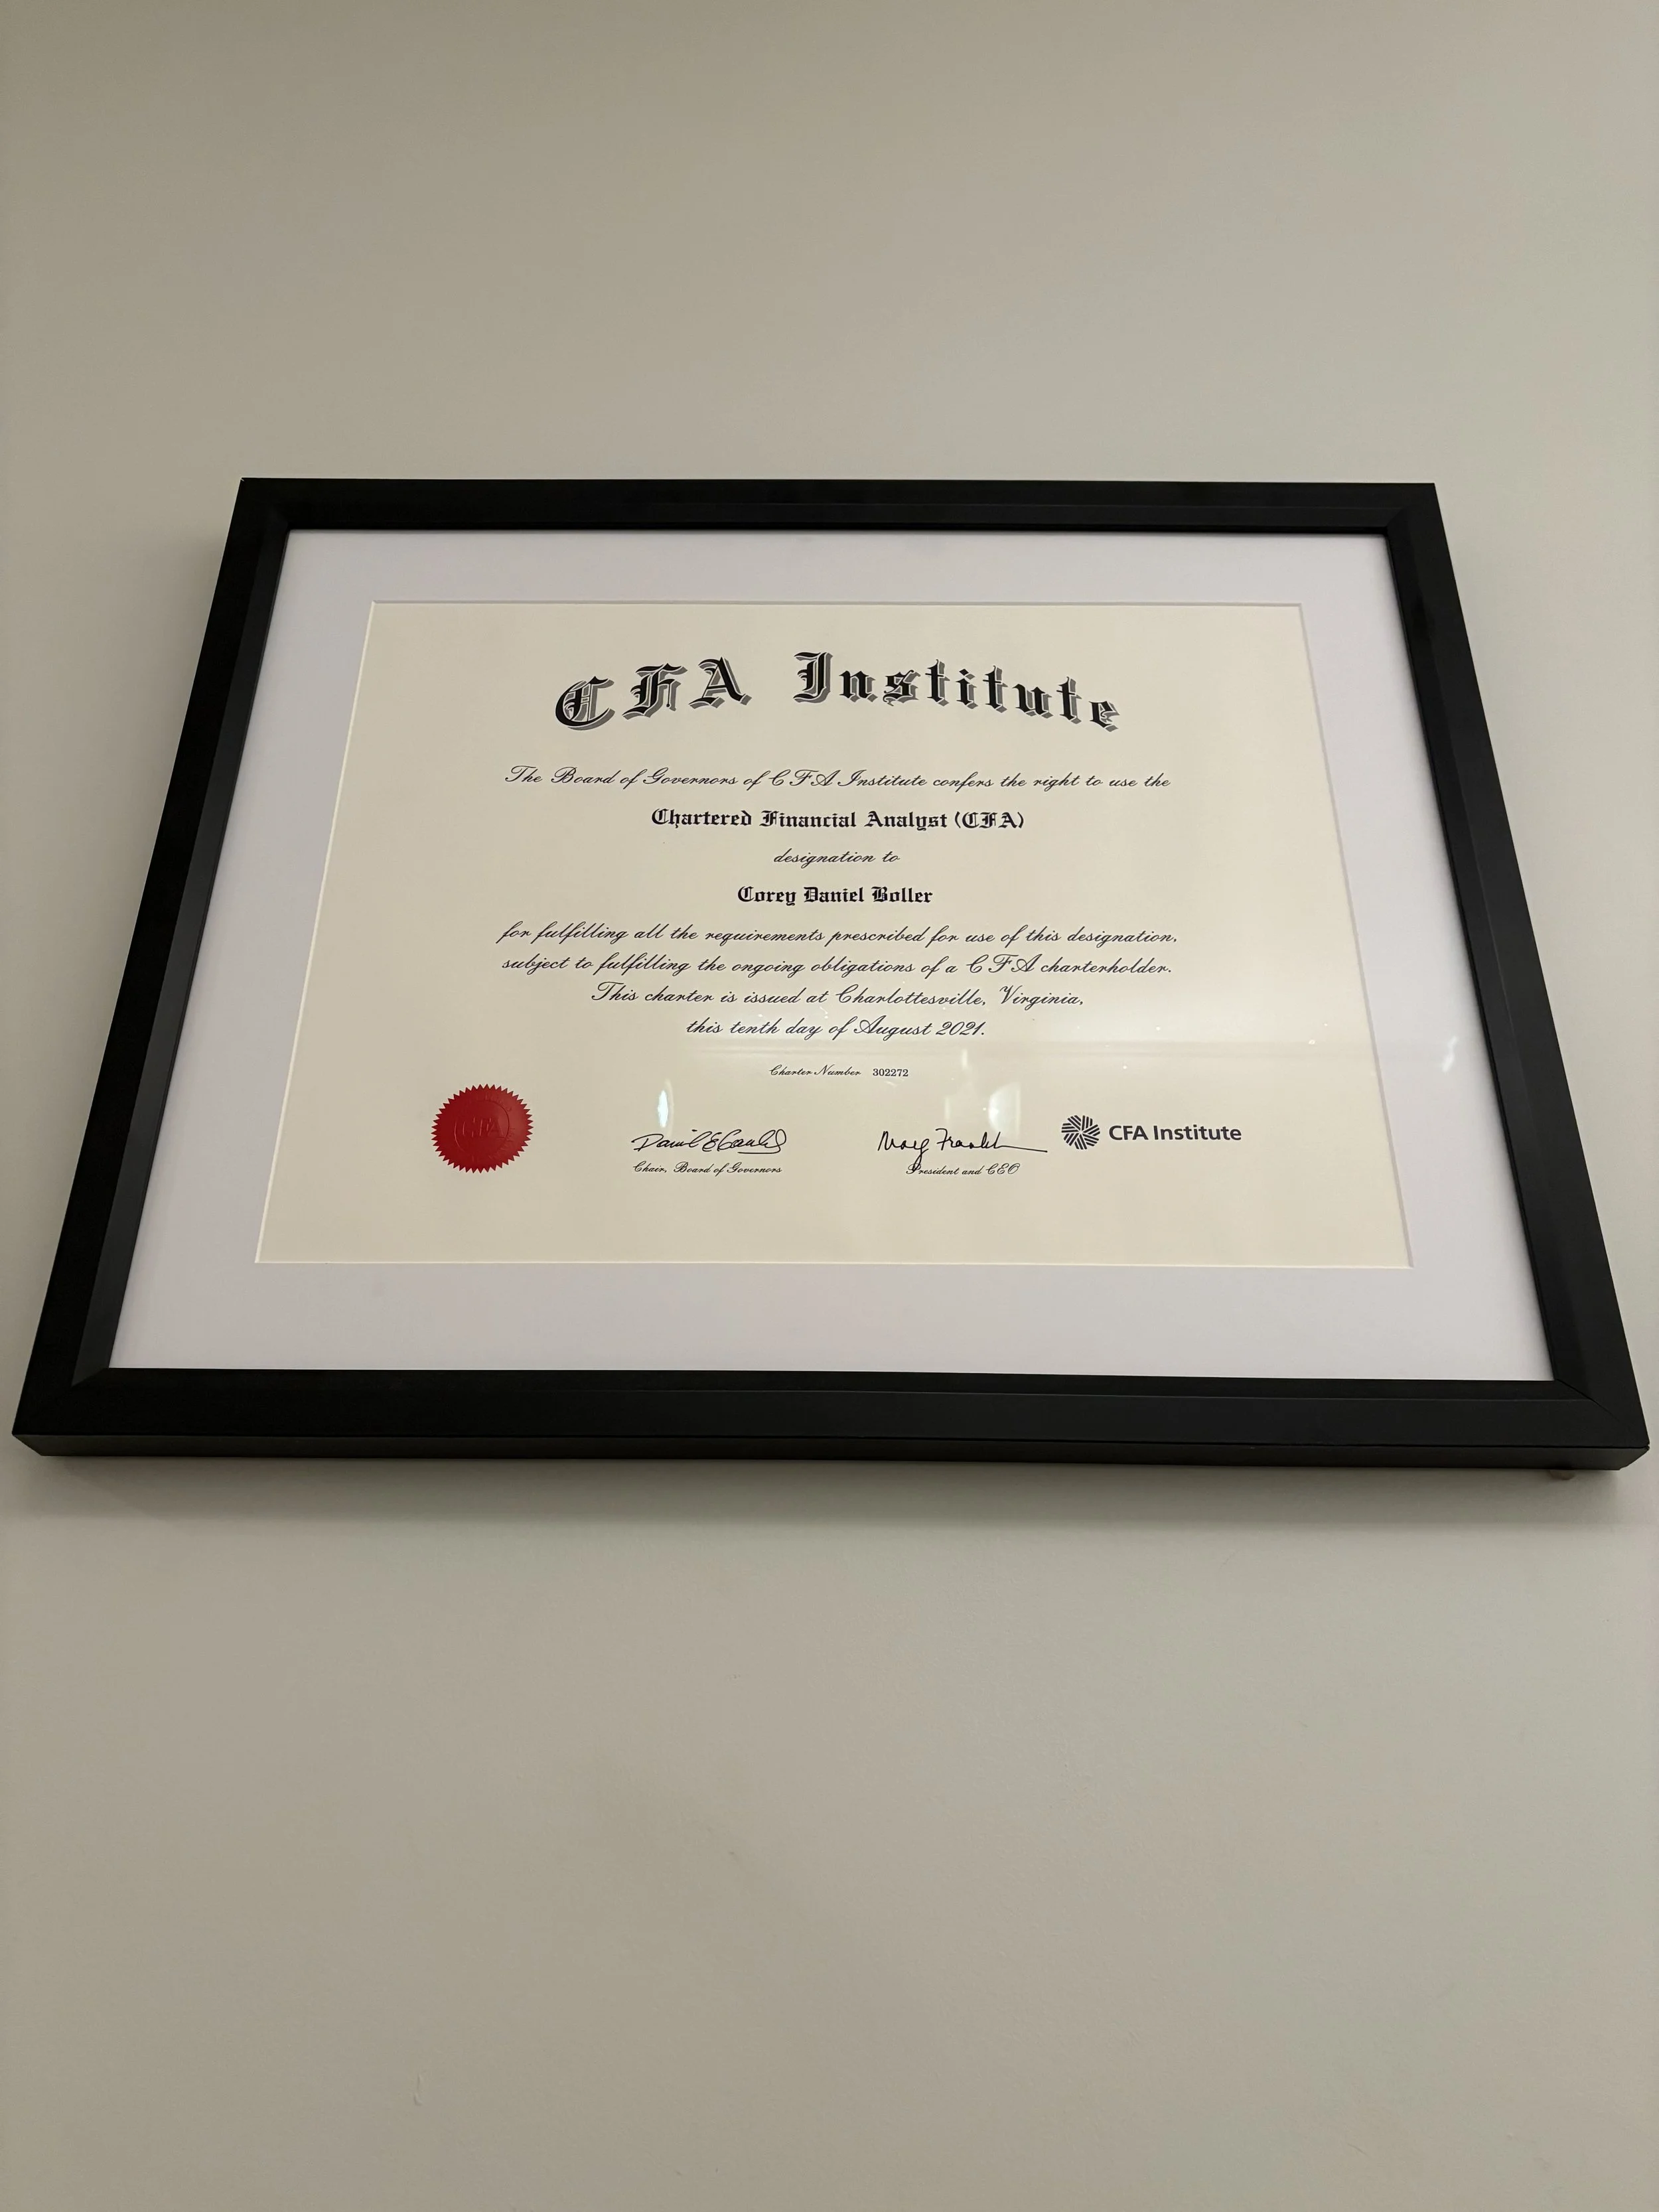 CFA Institute
The Board of Governors of CFA Institute confers the right to use the
Chartered Financial Analyst (CFA)
designation to
Corey Daniel Boller
for fulfilling all the requirements prescribed for use of this designation,
subject to fulfilling the ongoing obligations of a CFA charterholder.
This charter is issued at Charlottesville, Virginia,
this tenth day of August 2021.
Charter Number 302272
CFA
Chair, Board of Governors
President and CEO
CFA Institute